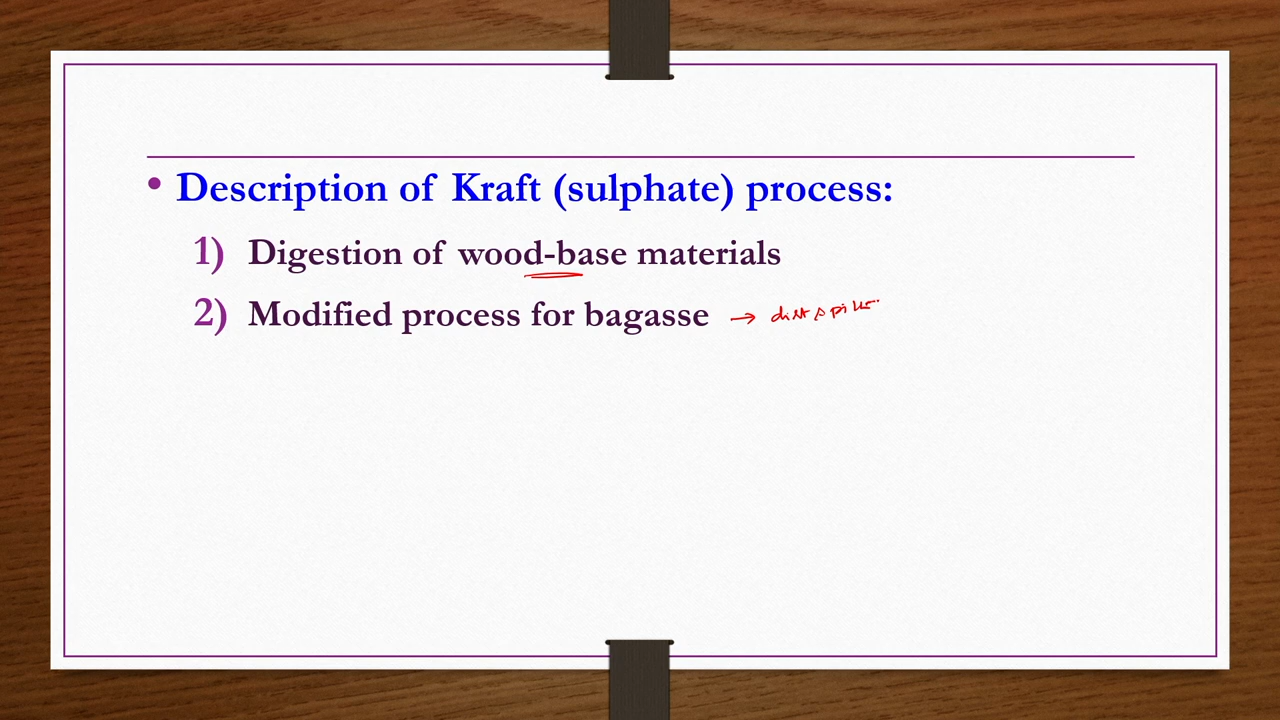 • Description of Kraft (sulphate) process:
1) Digestion of wood-base materials
2) Modified process for bagasse →